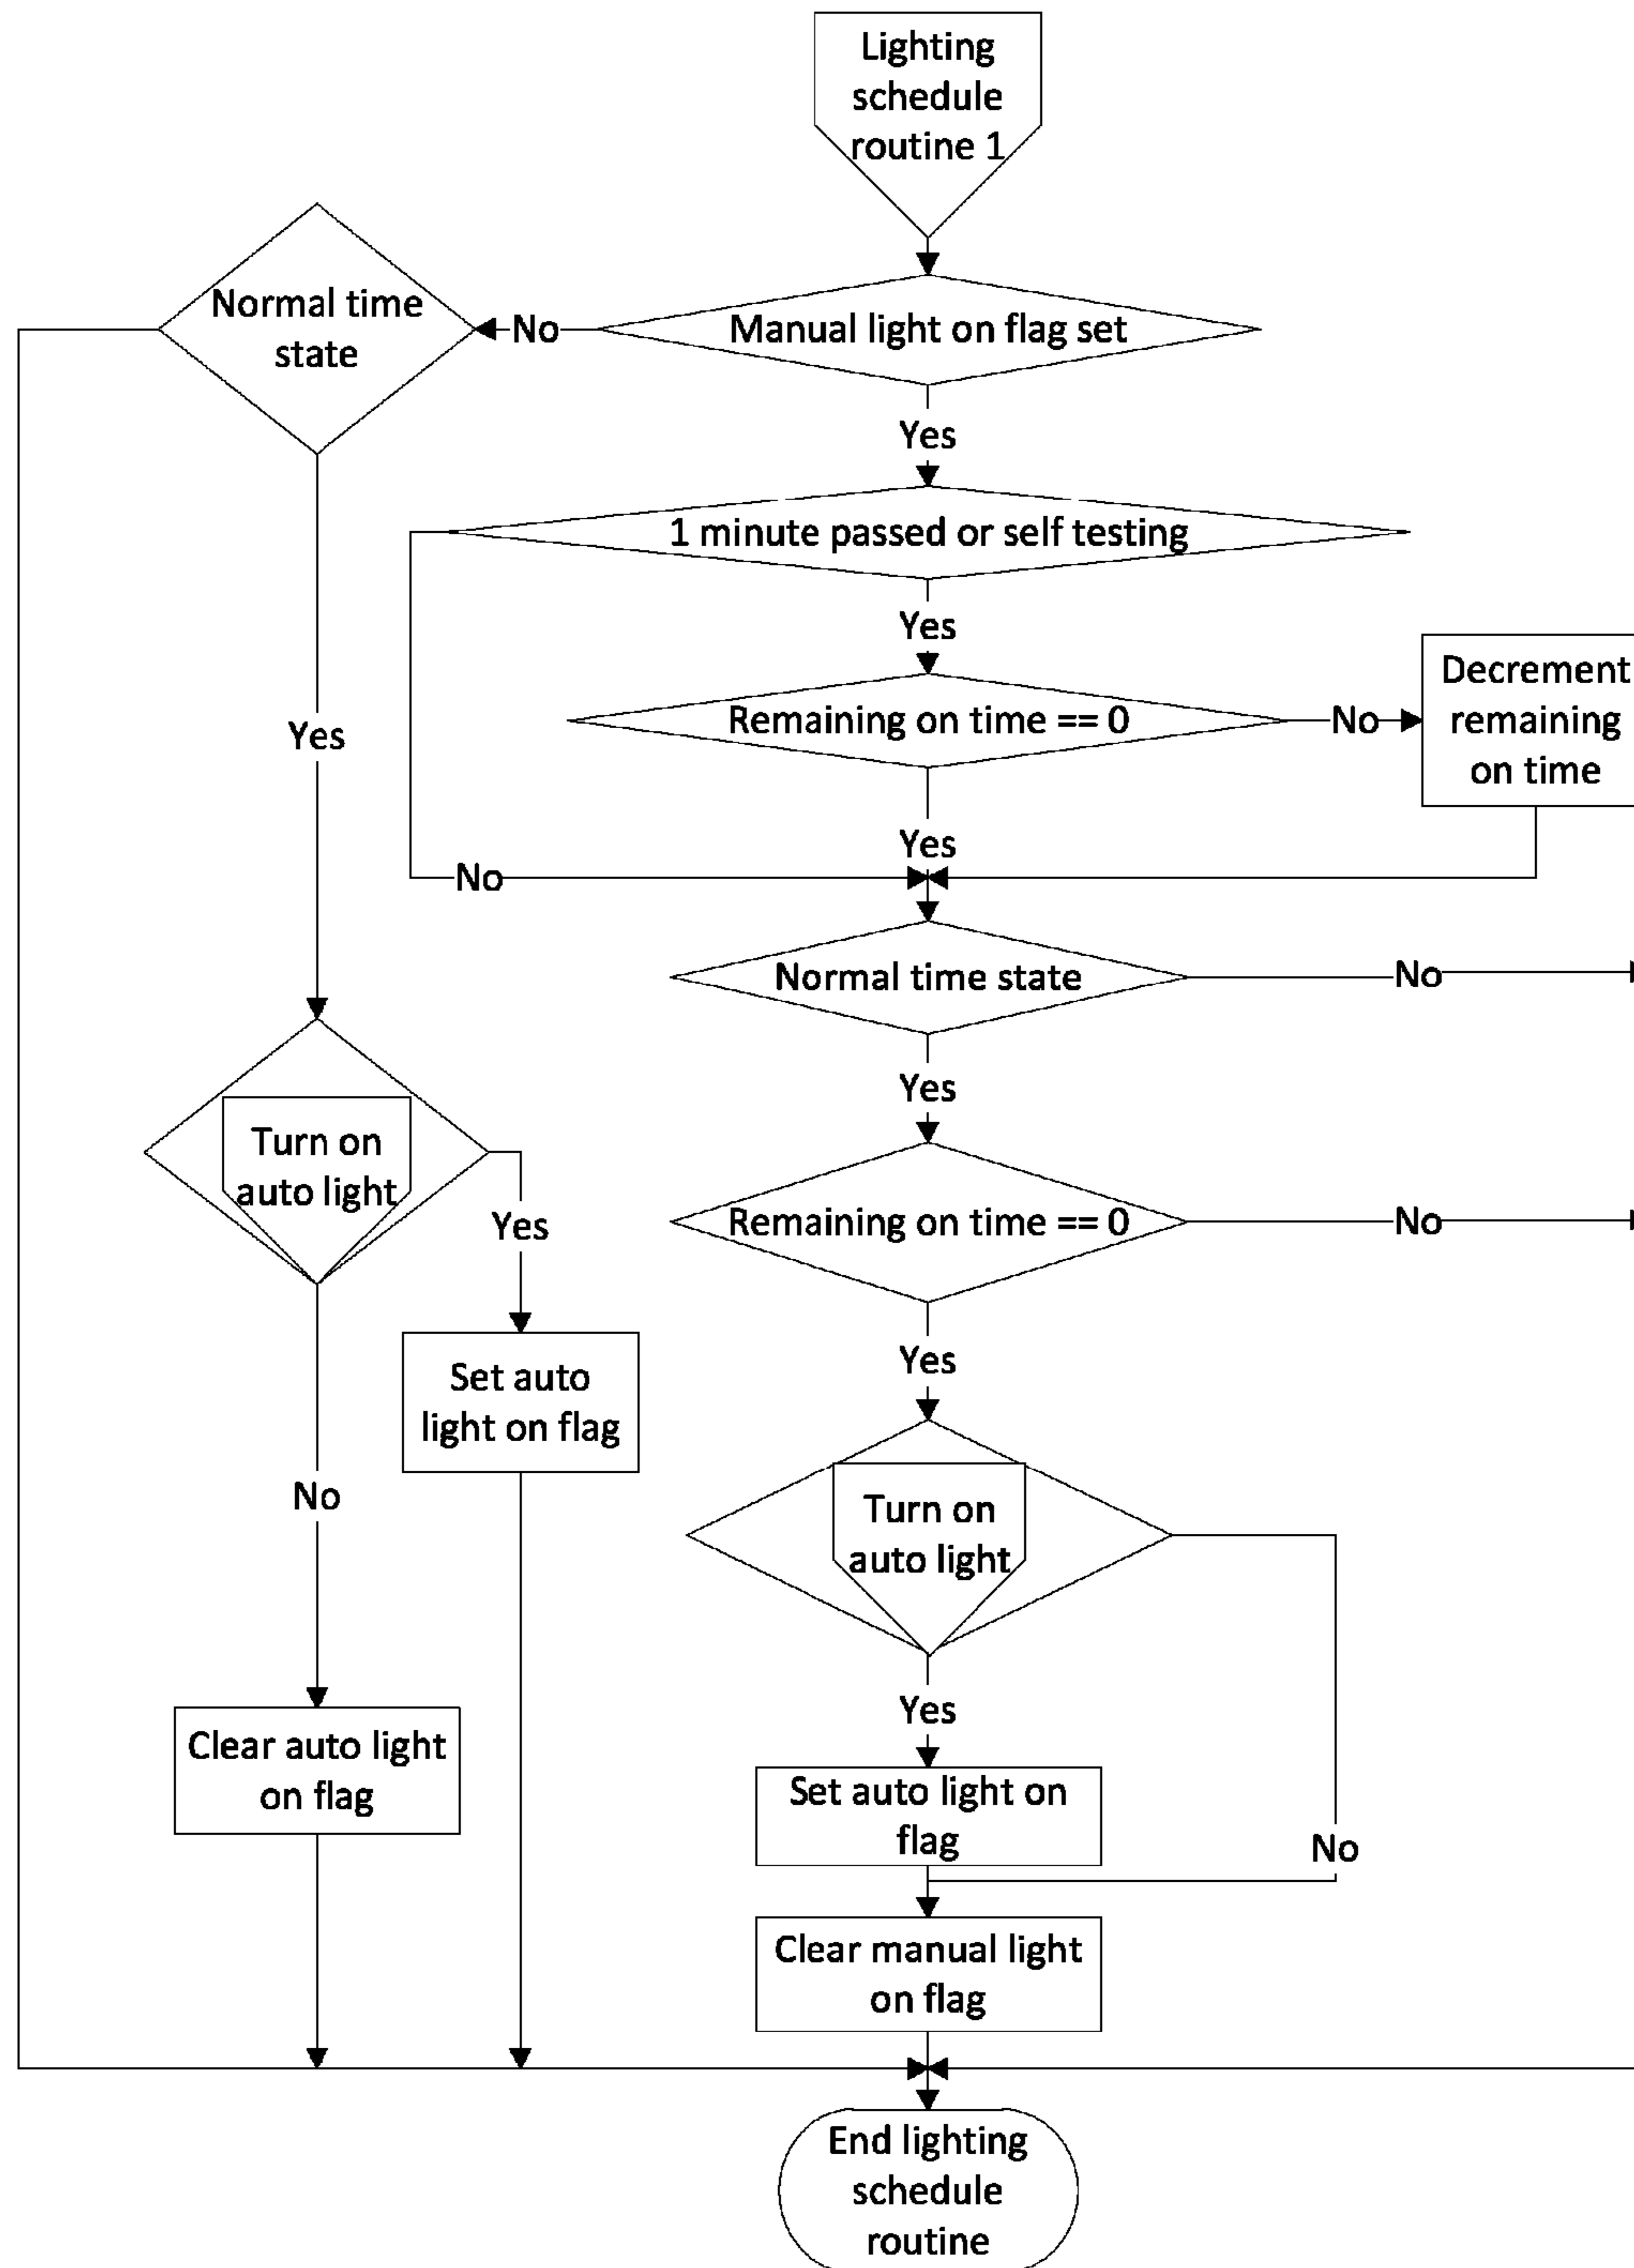 Lighting
schedule
routine 1
Normal time
state
No
Manual light on flag set
Yes
1 minute passed or self testing
Yes
Remaining on time == 0
No
Decrement
remaining
on time
Yes
Yes
No
Normal time state
No
Yes
Turn on
auto light
Yes
Remaining on time == 0
No
Yes
Set auto
light on flag
No
Turn on
auto light
Yes
Clear auto light
on flag
Set auto light on
flag
No
Clear manual light
on flag
End lighting
schedule
routine